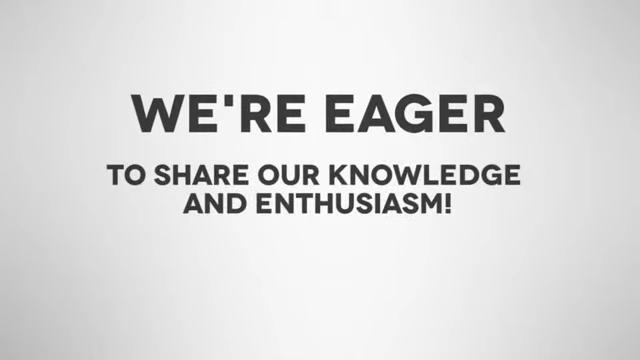 WE'RE EAGER
TO SHARE OUR KNOWLEDGE
AND ENTHUSIASM!